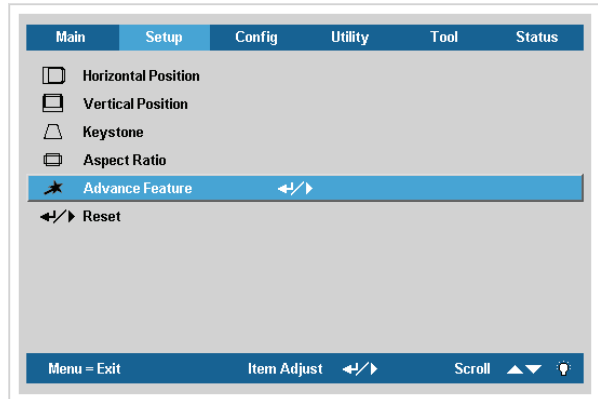 Main Setup Config Utility Tool Status
Horizontal Position
Vertical Position
Keystone
Aspect Ratio
Advance Feature
Reset
Menu = Exit Item Adjust Scroll